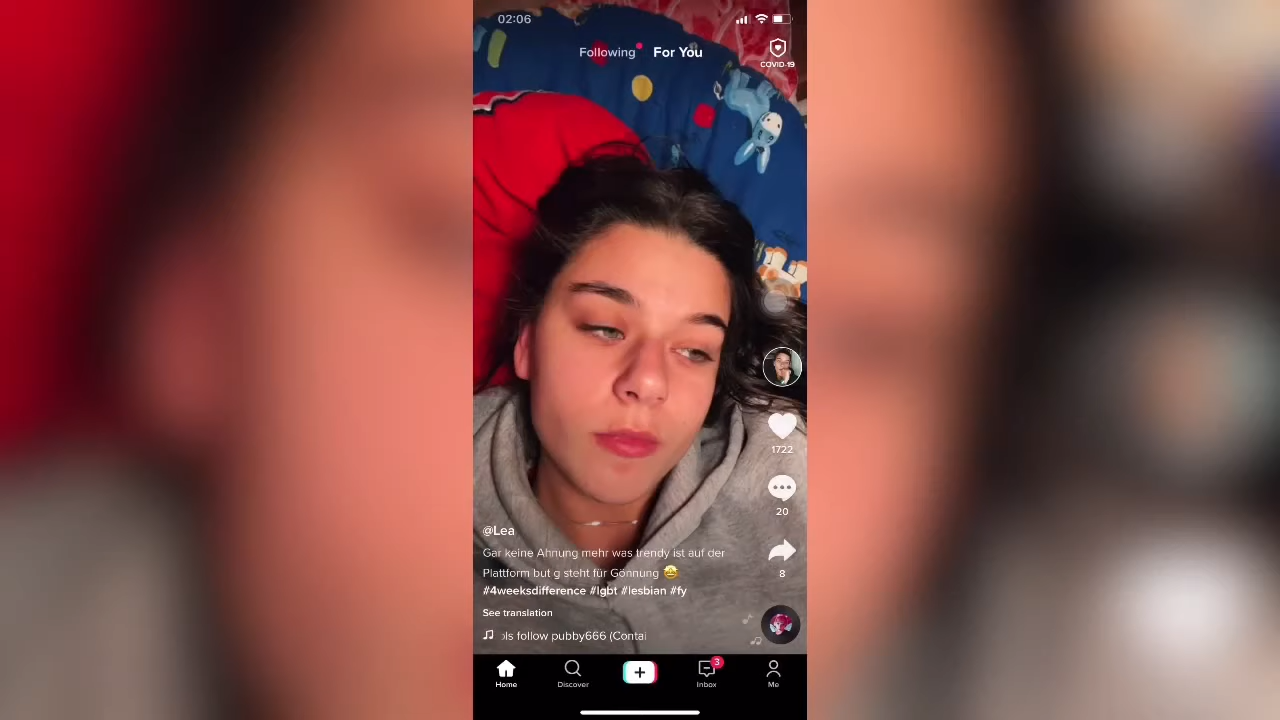 02:06
Following
For You
COVID-19
1722
20
8
@Lea
Gar keine Ahnung mehr was trendy ist auf der
Plattform but g steht für Gönnung 🤩
#4weeksdifference #lgbt #lesbian #fy
See translation
ls follow pubby666 (Contai
3
Home
Discover
Inbox
Me